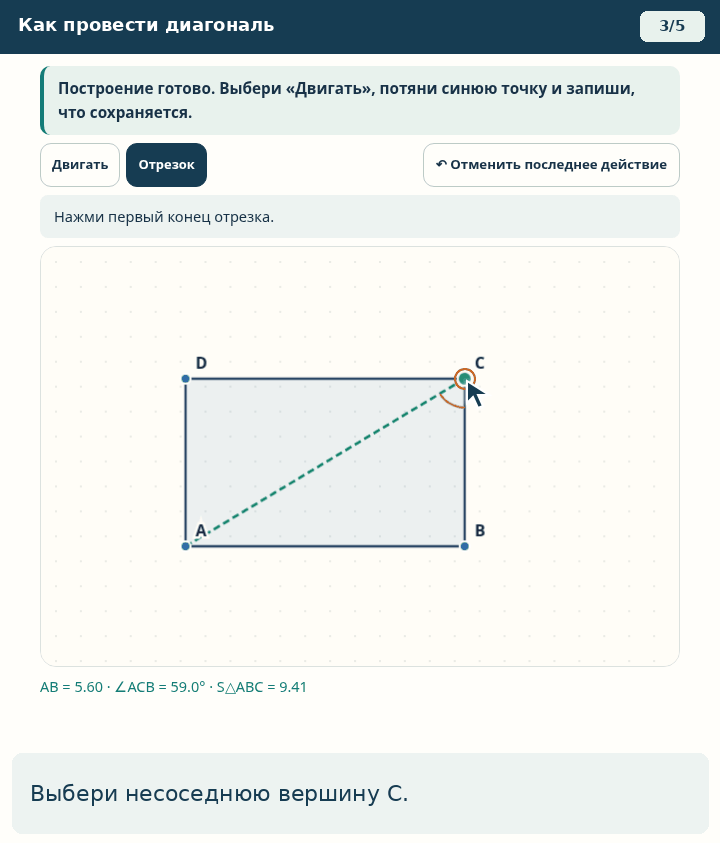 Как провести диагональ
3/5
Построение готово. Выбери «Двигать», потяни синюю точку и запиши,
что сохраняется.
Двигать
Отрезок
↶ Отменить последнее действие
Нажми первый конец отрезка.
D
C
A
B
AB = 5.60 · ∠ACB = 59.0° · S△ABC = 9.41
Выбери несоседнюю вершину C.